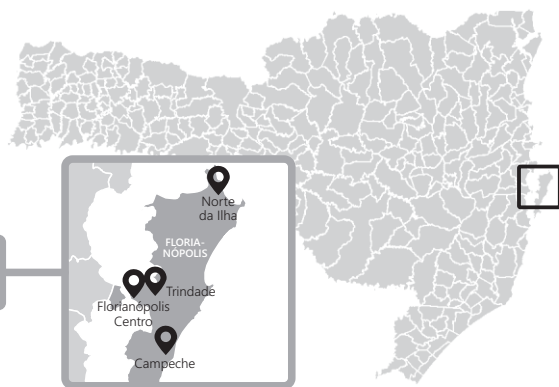 Norte
da Ilha
FLORIA-
NÓPOLIS
Trindade
Florianópolis
Centro
Campeche